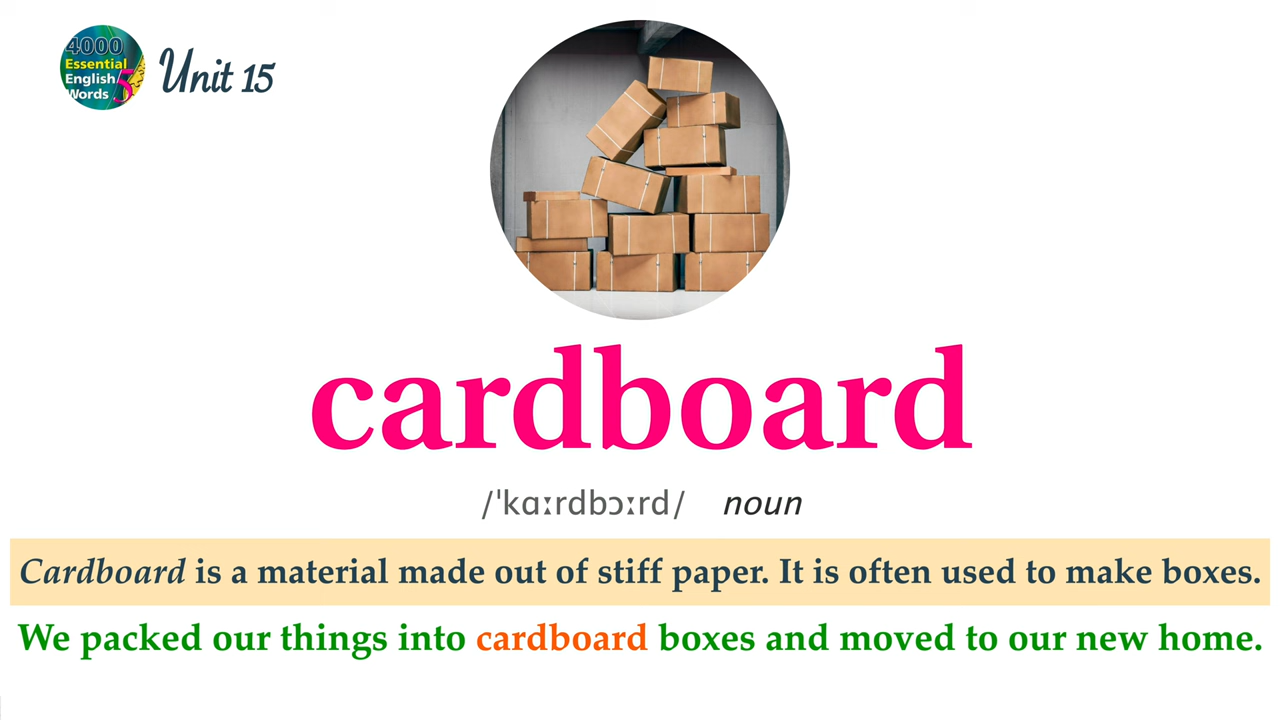 4000
Essential
English
Words 5
Unit 15
cardboard
/ˈkɑːrdbɔːrd/ noun
Cardboard is a material made out of stiff paper. It is often used to make boxes.
We packed our things into cardboard boxes and moved to our new home.